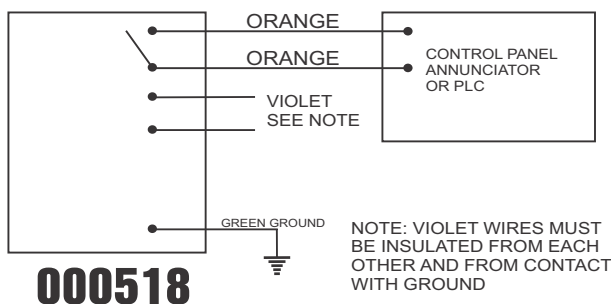 ORANGE
ORANGE
CONTROL PANEL
ANNUNCIATOR
OR PLC
VIOLET
SEE NOTE
GREEN GROUND
NOTE: VIOLET WIRES MUST
BE INSULATED FROM EACH
OTHER AND FROM CONTACT
WITH GROUND
000518